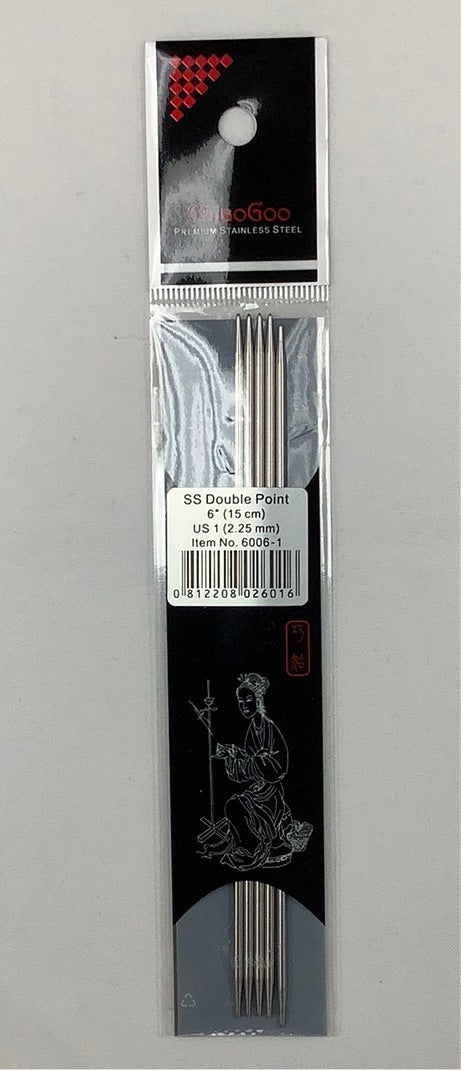 PREMIUM STAINLESS STEEL
SS Double Point
6" (15 cm)
US 1 (2.25 mm)
Item No. 6006-1
0 812208 026016
巧